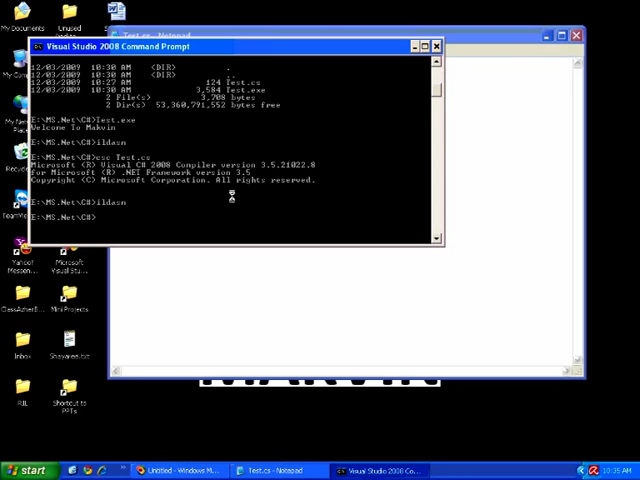 My Documents
Unused
Test.cs - Notepad
Visual Studio 2008 Command Prompt
12/03/2009  10:30 AM    <DIR>          .
12/03/2009  10:30 AM    <DIR>          ..
12/03/2009  10:27 AM               124 Test.cs
12/03/2009  10:30 AM             3,584 Test.exe
2 File(s)          3,708 bytes
2 Dir(s)  53,360,791,552 bytes free
E:\MS.Net\C#>Test.exe
Welcome To Makvin
E:\MS.Net\C#>ildasm
E:\MS.Net\C#>csc Test.cs
Microsoft (R) Visual C# 2008 Compiler version 3.5.21022.8
for Microsoft (R) .NET Framework version 3.5
Copyright (C) Microsoft Corporation. All rights reserved.
E:\MS.Net\C#>ildasm
E:\MS.Net\C#>
Yahoo!
Messen...
Microsoft
Visual Stu...
Mini Projects
Inbox
Shayaree.txt
RIL
Shortcut to
PPTs
start
Untitled - Windows M...
Test.cs - Notepad
Visual Studio 2008 Co...
10:35 AM